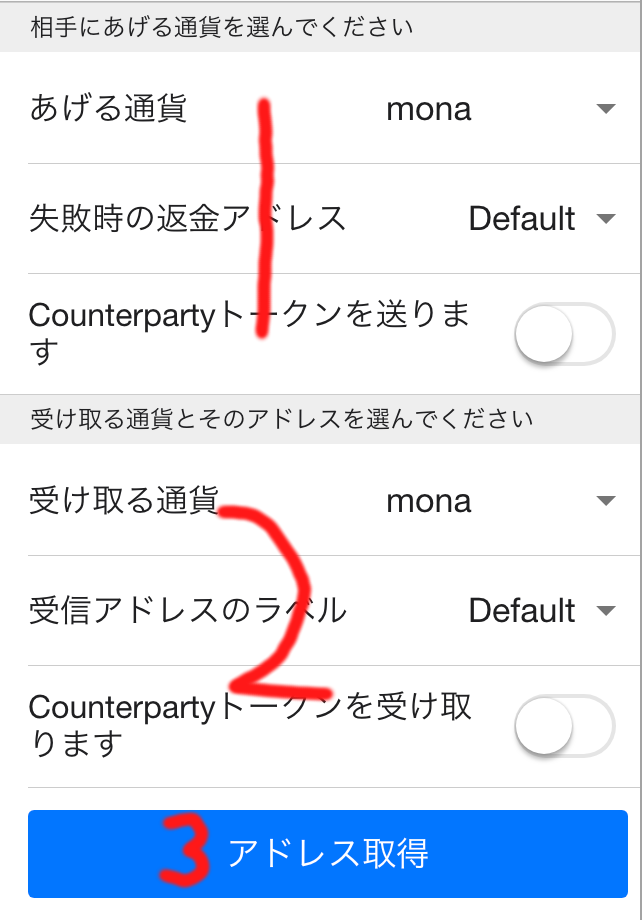 相手にあげる通貨を選んでください
あげる通貨 mona
失敗時の返金アドレス Default
Counterpartyトークンを送りま
す
受け取る通貨とそのアドレスを選んでください
受け取る通貨 mona
受信アドレスのラベル Default
Counterpartyトークンを受け取
ります
アドレス取得
1
2
3